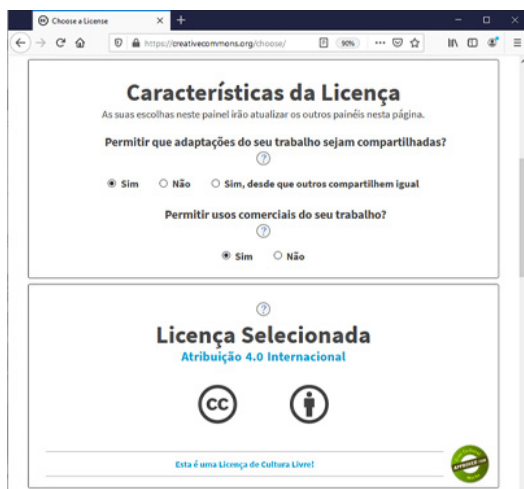 Choose a License
https://creativecommons.org/choose/
90%
Características da Licença
As suas escolhas neste painel irão atualizar os outros painéis nesta página.
Permitir que adaptações do seu trabalho sejam compartilhadas?
?
Sim Não Sim, desde que outros compartilhem igual
Permitir usos comerciais do seu trabalho?
?
Sim Não
?
Licença Selecionada
Atribuição 4.0 Internacional
cc
Esta é uma Licença de Cultura Livre!
APPROVED